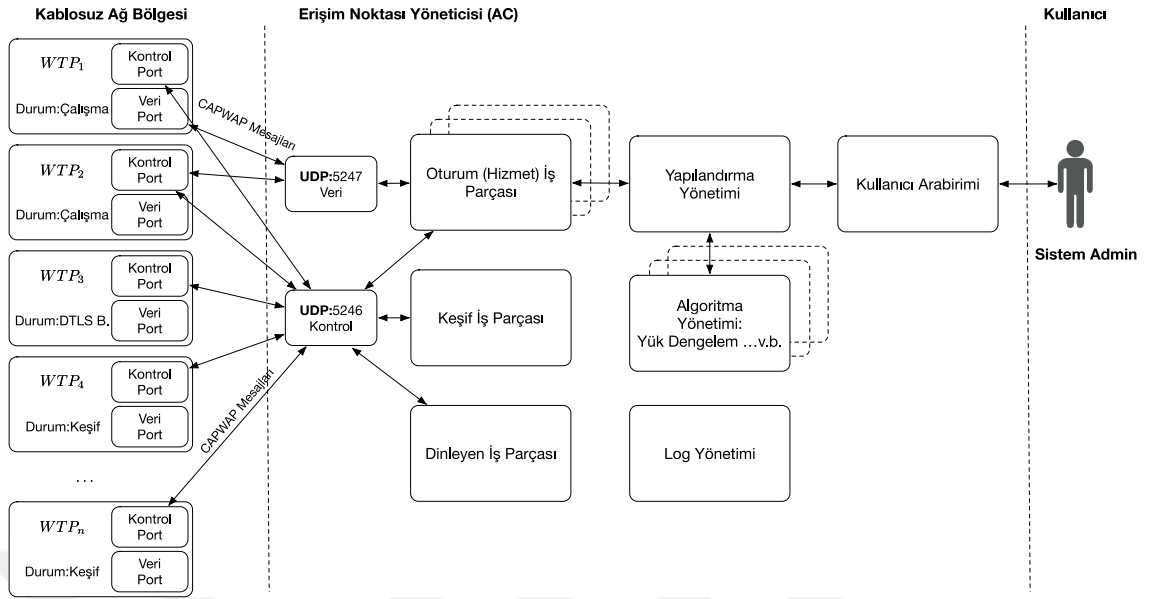 Kablosuz Ağ Bölgesi
Erişim Noktası Yöneticisi (AC)
Kullanıcı
WTP₁
Kontrol
Port
Durum:Çalışma
Veri
Port
WTP₂
Kontrol
Port
Durum:Çalışma
Veri
Port
WTP₃
Kontrol
Port
Durum:DTLS B.
Veri
Port
WTP₄
Kontrol
Port
Durum:Keşif
Veri
Port
...
WTPₙ
Kontrol
Port
Durum:Keşif
Veri
Port
CAPWAP Mesajları
CAPWAP Mesajları
UDP:5247
Veri
UDP:5246
Kontrol
Oturum (Hizmet) İş
Parçası
Keşif İş Parçası
Dinleyen İş Parçası
Yapılandırma
Yönetimi
Algoritma
Yönetimi:
Yük Dengelem ...v.b.
Log Yönetimi
Kullanıcı Arabirimi
Sistem Admin